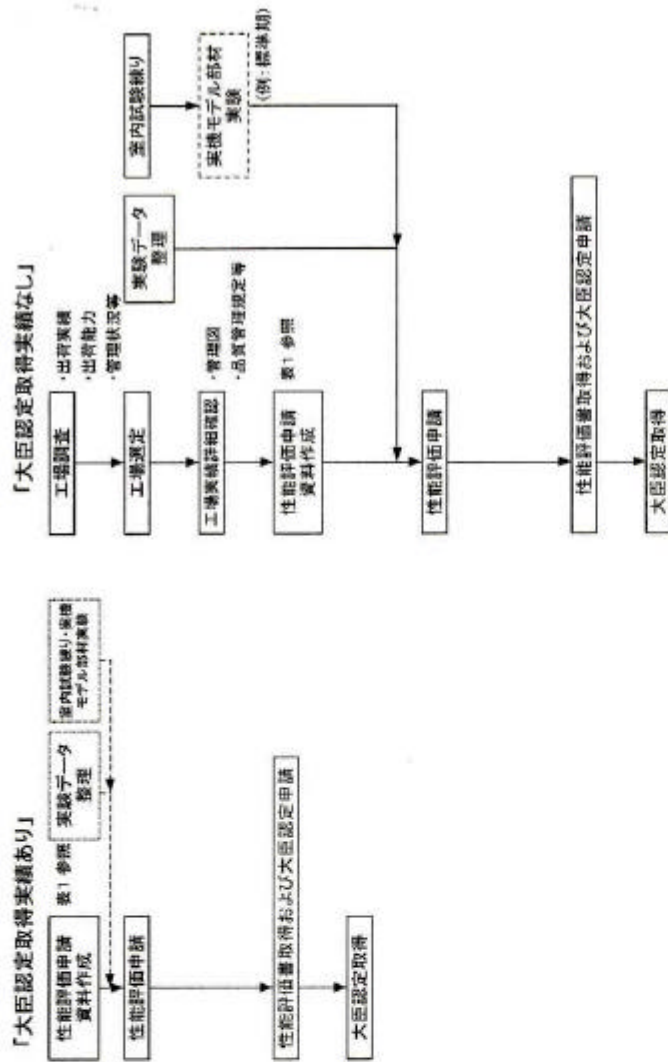 「大臣認定取得実績あり」
性能評価申請
資料作成
表1 参照
実験データ
整理
室内試験練り・実機
モデル部材実験
性能評価申請
性能評価書取得および大臣認定申請
大臣認定取得
「大臣認定取得実績なし」
工場調査
・出荷実績
・出荷能力
・管理状況等
工場選定
実験データ
整理
室内試験練り
工場実績詳細確認
・管理図
・品質管理規定等
実機モデル部材
実験
(例：標準期)
性能評価申請
資料作成
表1 参照
性能評価申請
性能評価書取得および大臣認定申請
大臣認定取得